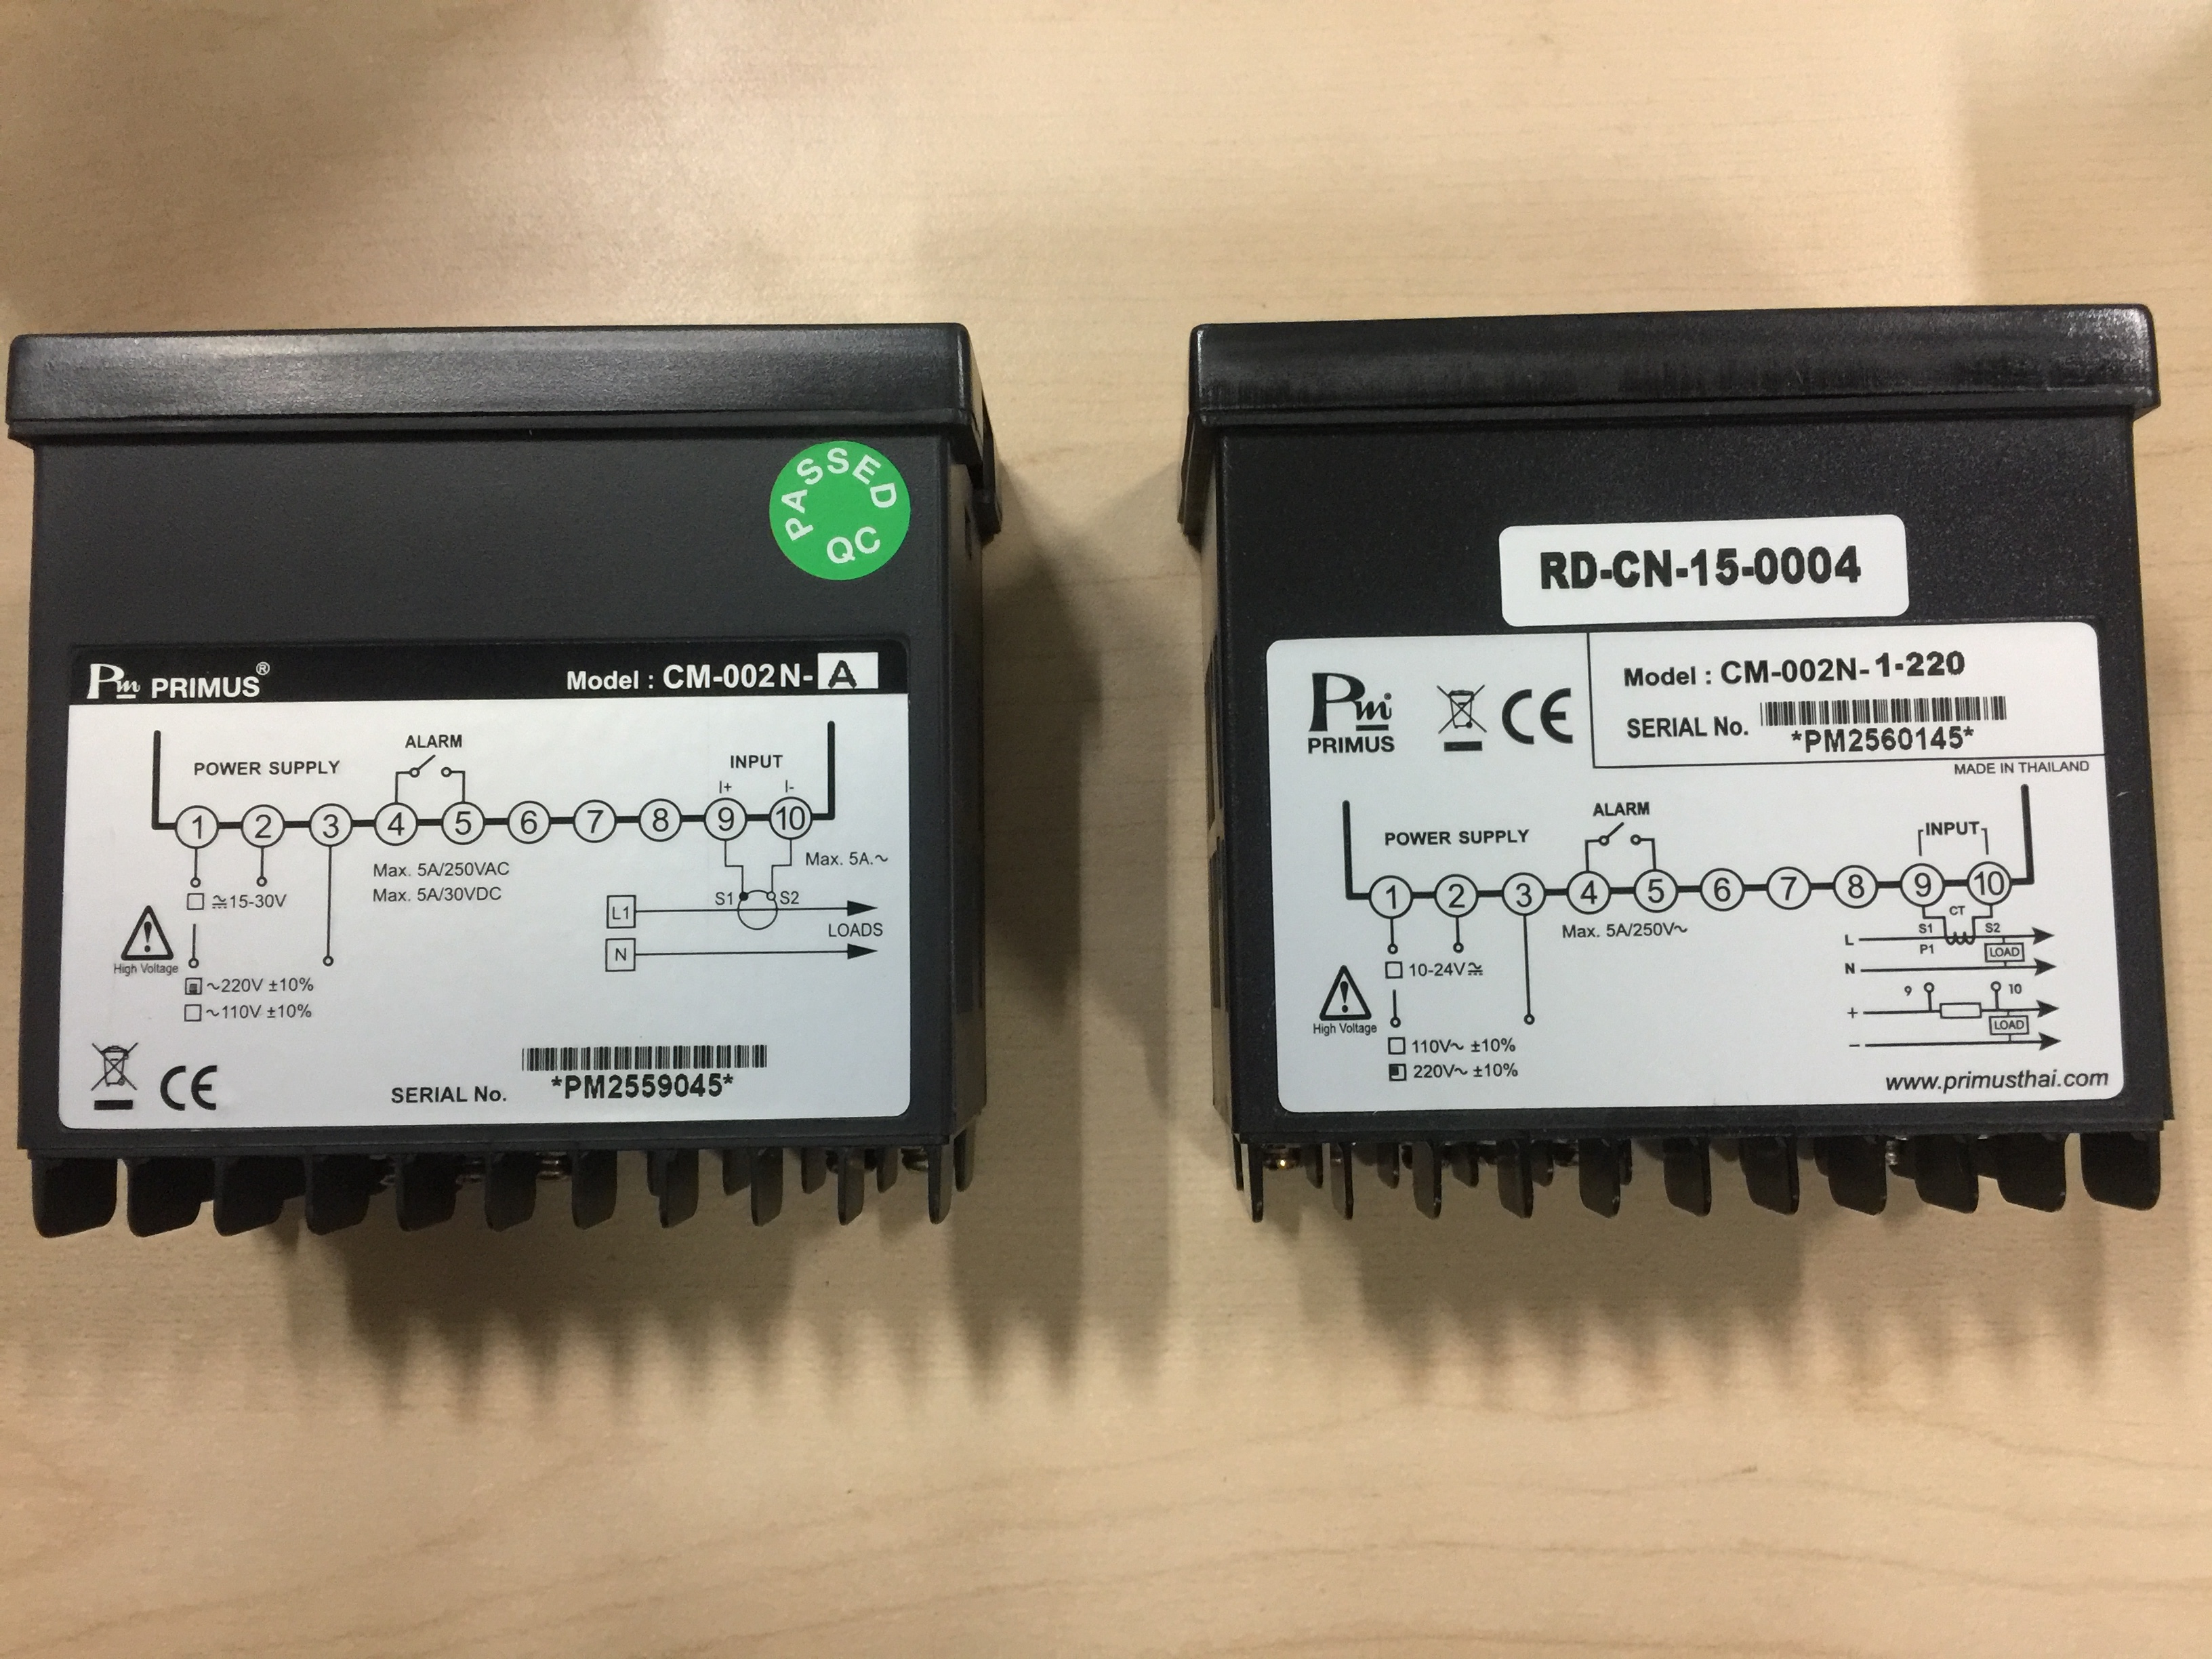 PASSED
QC
Pm PRIMUS®
Model : CM-002N-A
POWER SUPPLY
ALARM
INPUT
I+ I-
1 2 3 4 5 6 7 8 9 10
Max. 5A/250VAC
Max. 5A/30VDC
Max. 5A.~
≃15-30V
S1 S2
L1
LOADS
N
High Voltage
~220V ±10%
~110V ±10%
CE
SERIAL No. *PM2559045*
RD-CN-15-0004
Pm
PRIMUS
CE
Model : CM-002N-1-220
SERIAL No. *PM2560145*
MADE IN THAILAND
POWER SUPPLY
ALARM
INPUT
1 2 3 4 5 6 7 8 9 10
Max. 5A/250V~
CT
S1 S2
L
P1
LOAD
N
10-24V≃
9 10
+
LOAD
−
High Voltage
110V~ ±10%
220V~ ±10%
www.primusthai.com